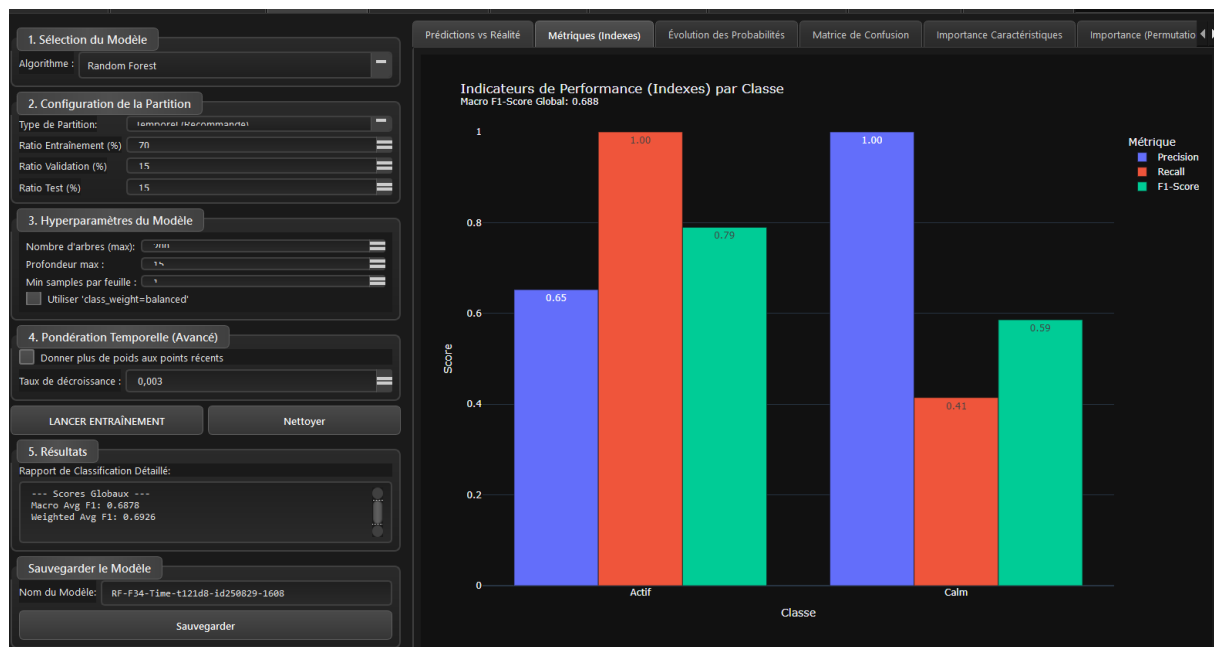 1. Sélection du Modèle
Algorithme : Random Forest
2. Configuration de la Partition
Type de Partition: Temporel (Recommandé)
Ratio Entraînement (%) 70
Ratio Validation (%) 15
Ratio Test (%) 15
3. Hyperparamètres du Modèle
Nombre d'arbres (max): 200
Profondeur max : 15
Min samples par feuille :
Utiliser 'class_weight=balanced'
4. Pondération Temporelle (Avancé)
Donner plus de poids aux points récents
Taux de décroissance : 0,003
LANCER ENTRAÎNEMENT
Nettoyer
5. Résultats
Rapport de Classification Détaillé:
--- Scores Globaux ---
Macro Avg F1: 0.6878
Weighted Avg F1: 0.6926
Sauvegarder le Modèle
Nom du Modèle: RF-F34-Time-t121d8-id250829-1608
Sauvegarder
Prédictions vs Réalité
Métriques (Indexes)
Évolution des Probabilités
Matrice de Confusion
Importance Caractéristiques
Importance (Permutatio
Indicateurs de Performance (Indexes) par Classe
Macro F1-Score Global: 0.688
Métrique
Precision
Recall
F1-Score
1
0.8
0.6
0.4
0.2
0
Score
0.65
1.00
0.79
1.00
0.41
0.59
Actif
Calm
Classe